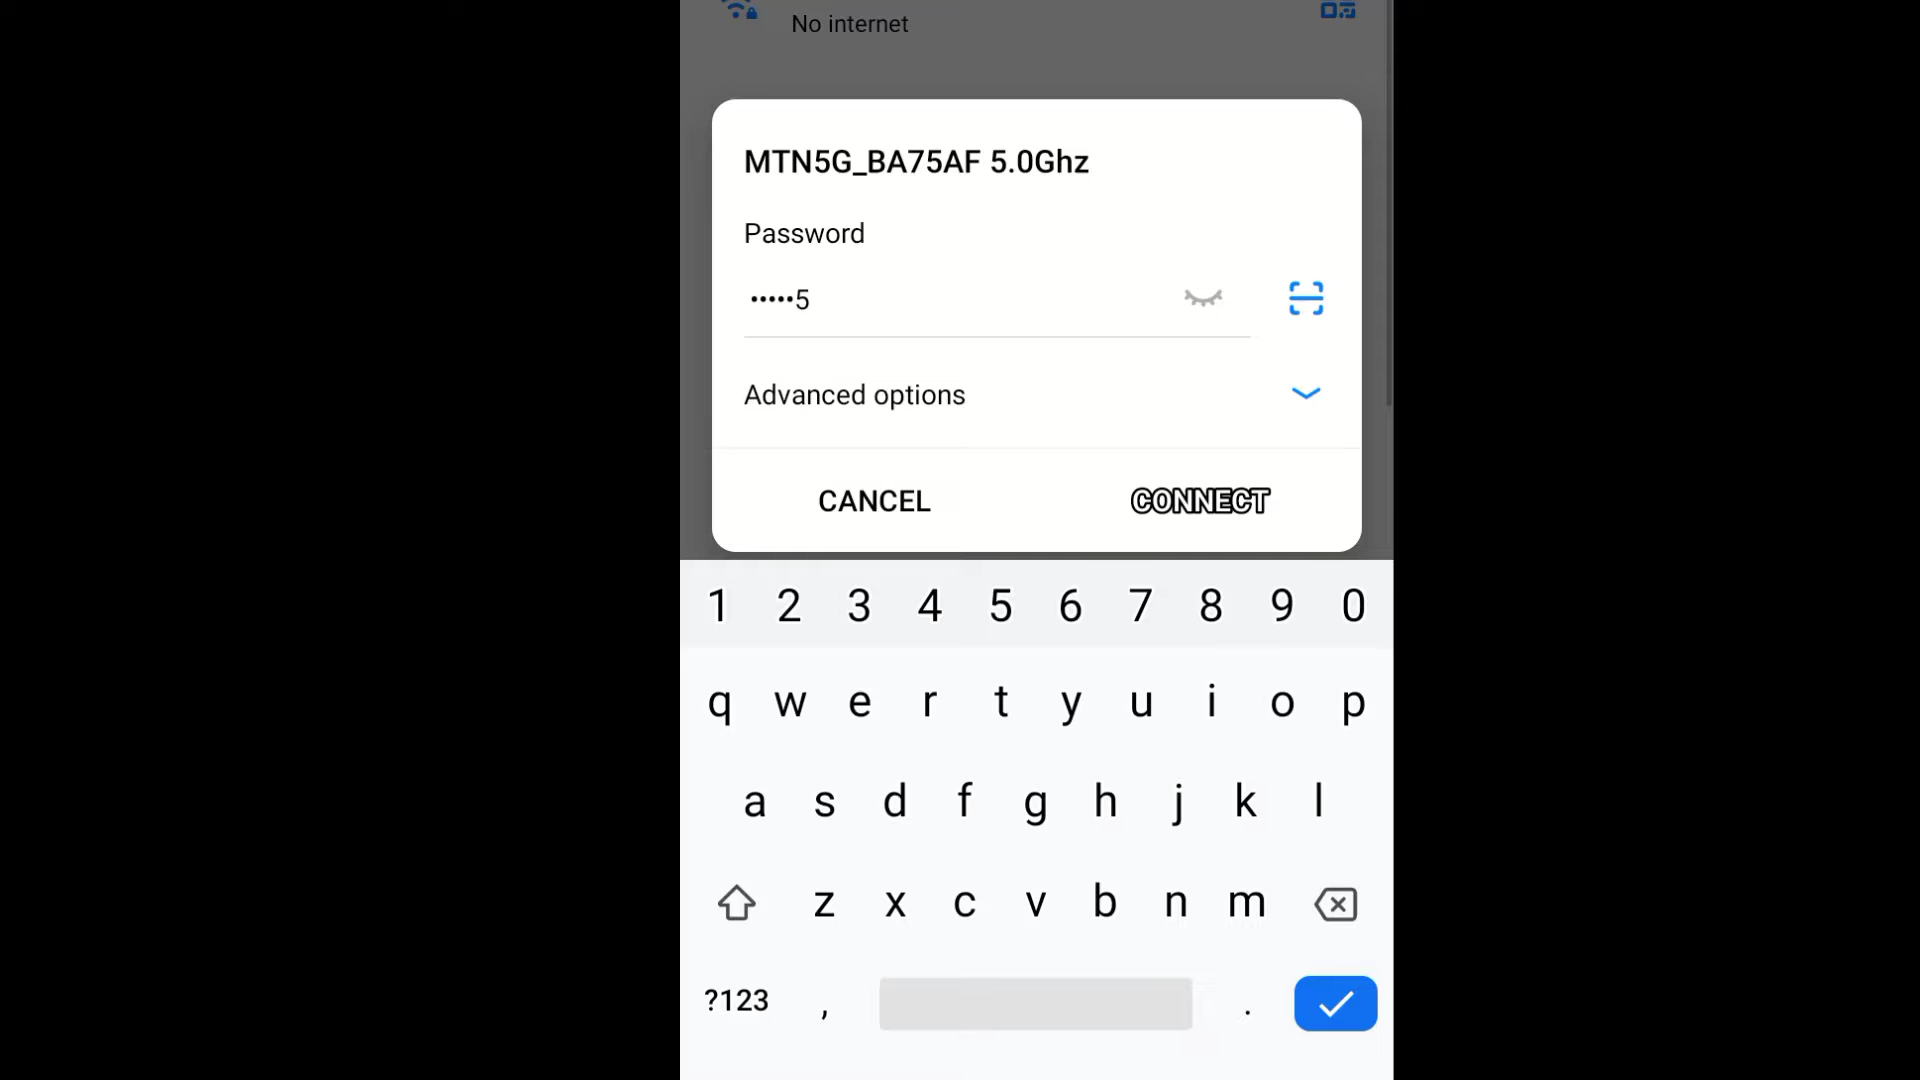 No internet
MTN5G_BA75AF 5.0Ghz
Password
•••••5
Advanced options
CANCEL CONNECT
1 2 3 4 5 6 7 8 9 0
q w e r t y u i o p
a s d f g h j k l
z x c v b n m
?123 , .